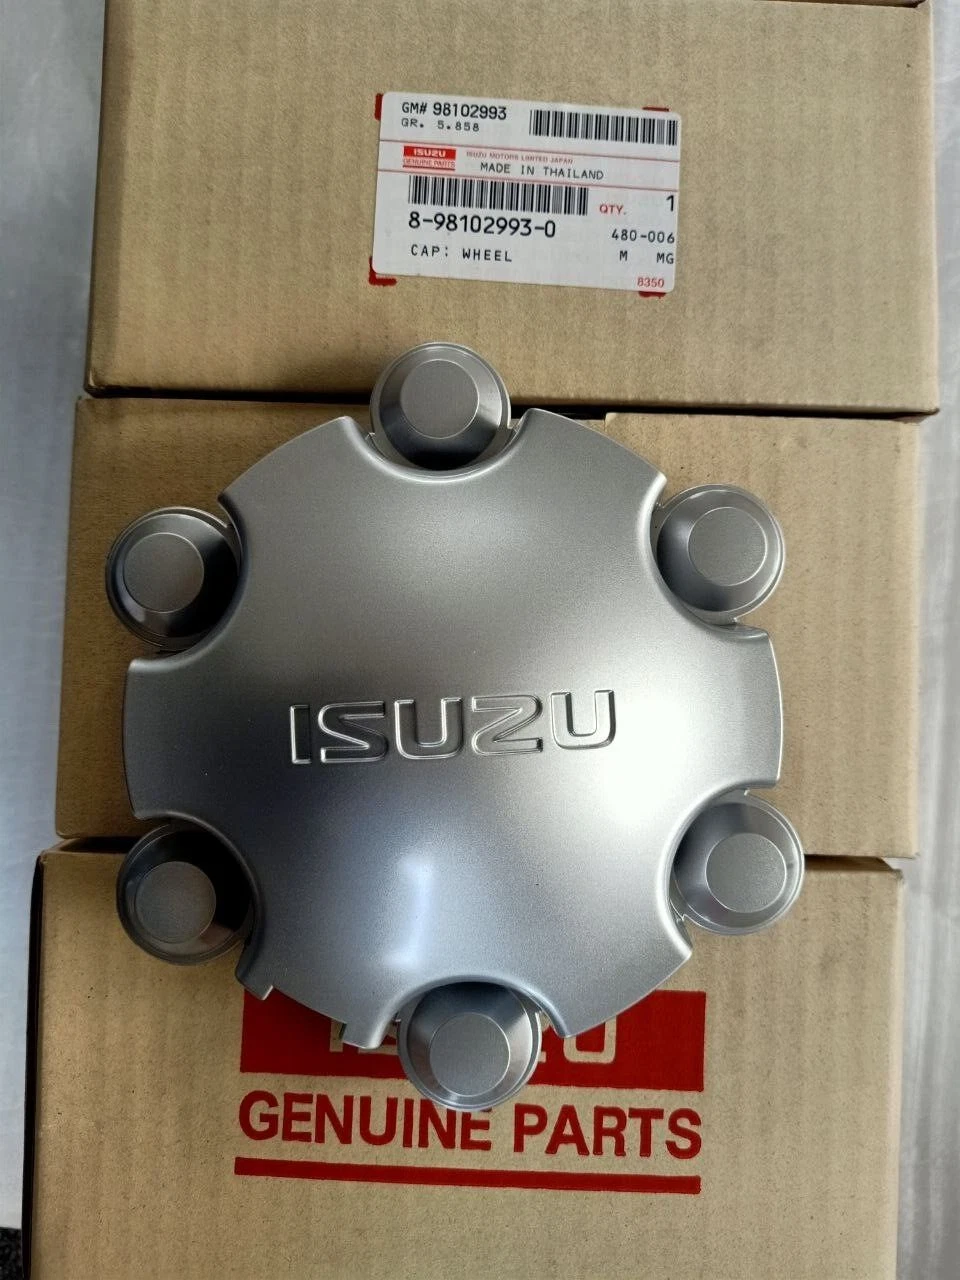 GM# 98102993
GR. 5.858
ISUZU
GENUINE PARTS
ISUZU MOTORS LIMITED JAPAN
MADE IN THAILAND
QTY. 1
8-98102993-0
480-006
CAP: WHEEL
M MG
8350
ISUZU
GENUINE PARTS